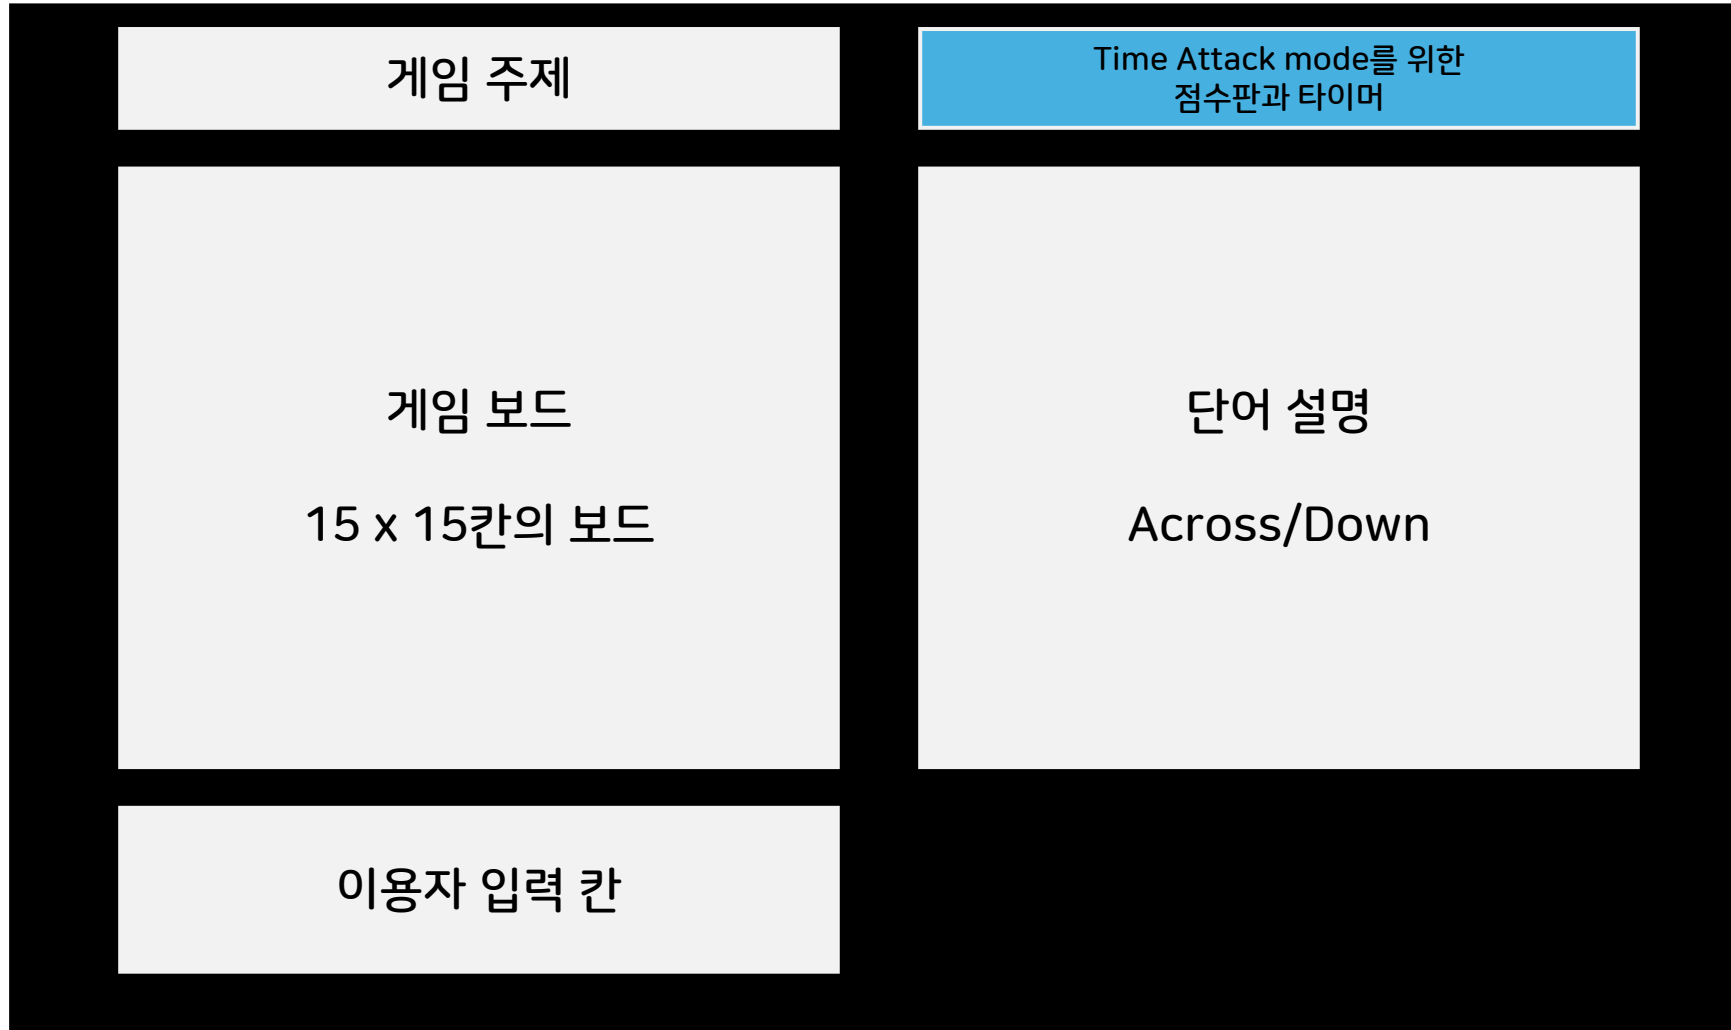 게임 주제
Time Attack mode를 위한
점수판과 타이머
게임 보드
15 x 15칸의 보드
단어 설명
Across/Down
이용자 입력 칸